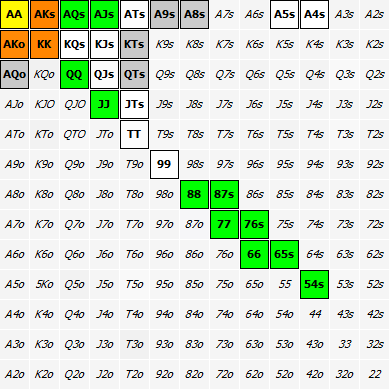 AA AKs AQs AJs ATs A9s A8s A7s A6s A5s A4s A3s A2s
AKo KK KQs KJs KTs K9s K8s K7s K6s K5s K4s K3s K2s
AQo KQo QQ QJs QTs Q9s Q8s Q7s Q6s Q5s Q4s Q3s Q2s
AJo KJO QJO JJ JTs J9s J8s J7s J6s J5s J4s J3s J2s
ATo KTo QTO JTo TT T9s T8s T7s T6s T5s T4s T3s T2s
A9o K9o Q9o J9o T9o 99 98s 97s 96s 95s 94s 93s 92s
A8o K8o Q8o J8o T8o 98o 88 87s 86s 85s 84s 83s 82s
A7o K7o Q7o J7o T7o 97o 87o 77 76s 75s 74s 73s 72s
A6o K6o Q6o J6o T6o 96o 86o 76o 66 65s 64s 63s 62s
A5o 5Ko Q5o J5o T5o 95o 85o 75o 65o 55 54s 53s 52s
A4o K4o Q4o J4o T4o 94o 84o 74o 64o 54o 44 43s 42s
A3o K3o Q3o J3o T3o 93o 83o 73o 63o 53o 43o 33 32s
A2o K2o Q2o J2o T2o 92o 82o 72o 62o 52o 42o 32o 22